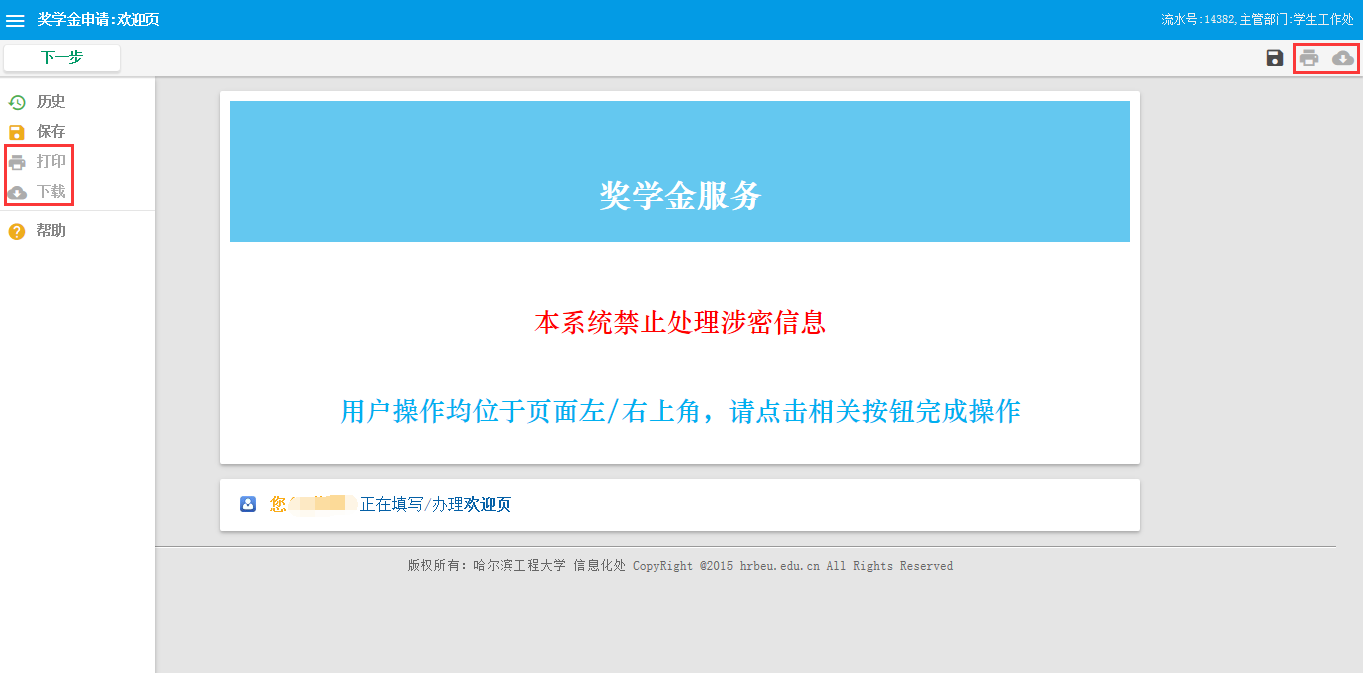 奖学金申请:欢迎页
流水号:14382,主管部门:学生工作处
下一步
历史
保存
打印
下载
帮助
奖学金服务
本系统禁止处理涉密信息
用户操作均位于页面左/右上角，请点击相关按钮完成操作
您 正在填写/办理欢迎页
版权所有：哈尔滨工程大学 信息化处 CopyRight @2015 hrbeu.edu.cn All Rights Reserved